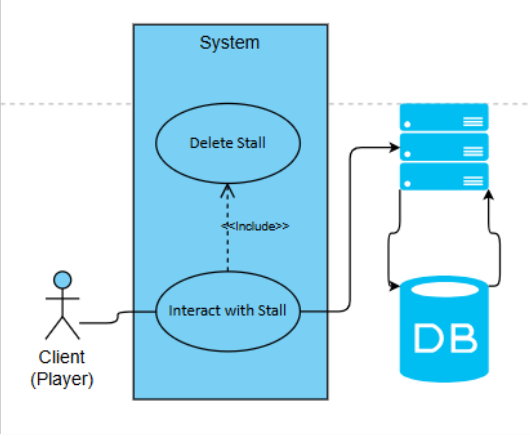 System
Delete Stall
<<Include>>
Interact with Stall
Client
(Player)
DB